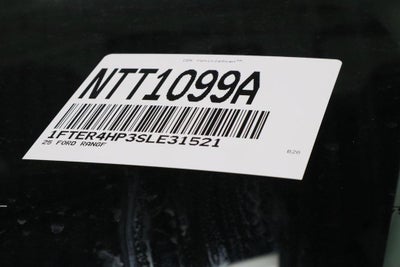 NTT1099A
1FTER4HP3SLE31521
25 FORD RANGE
B26